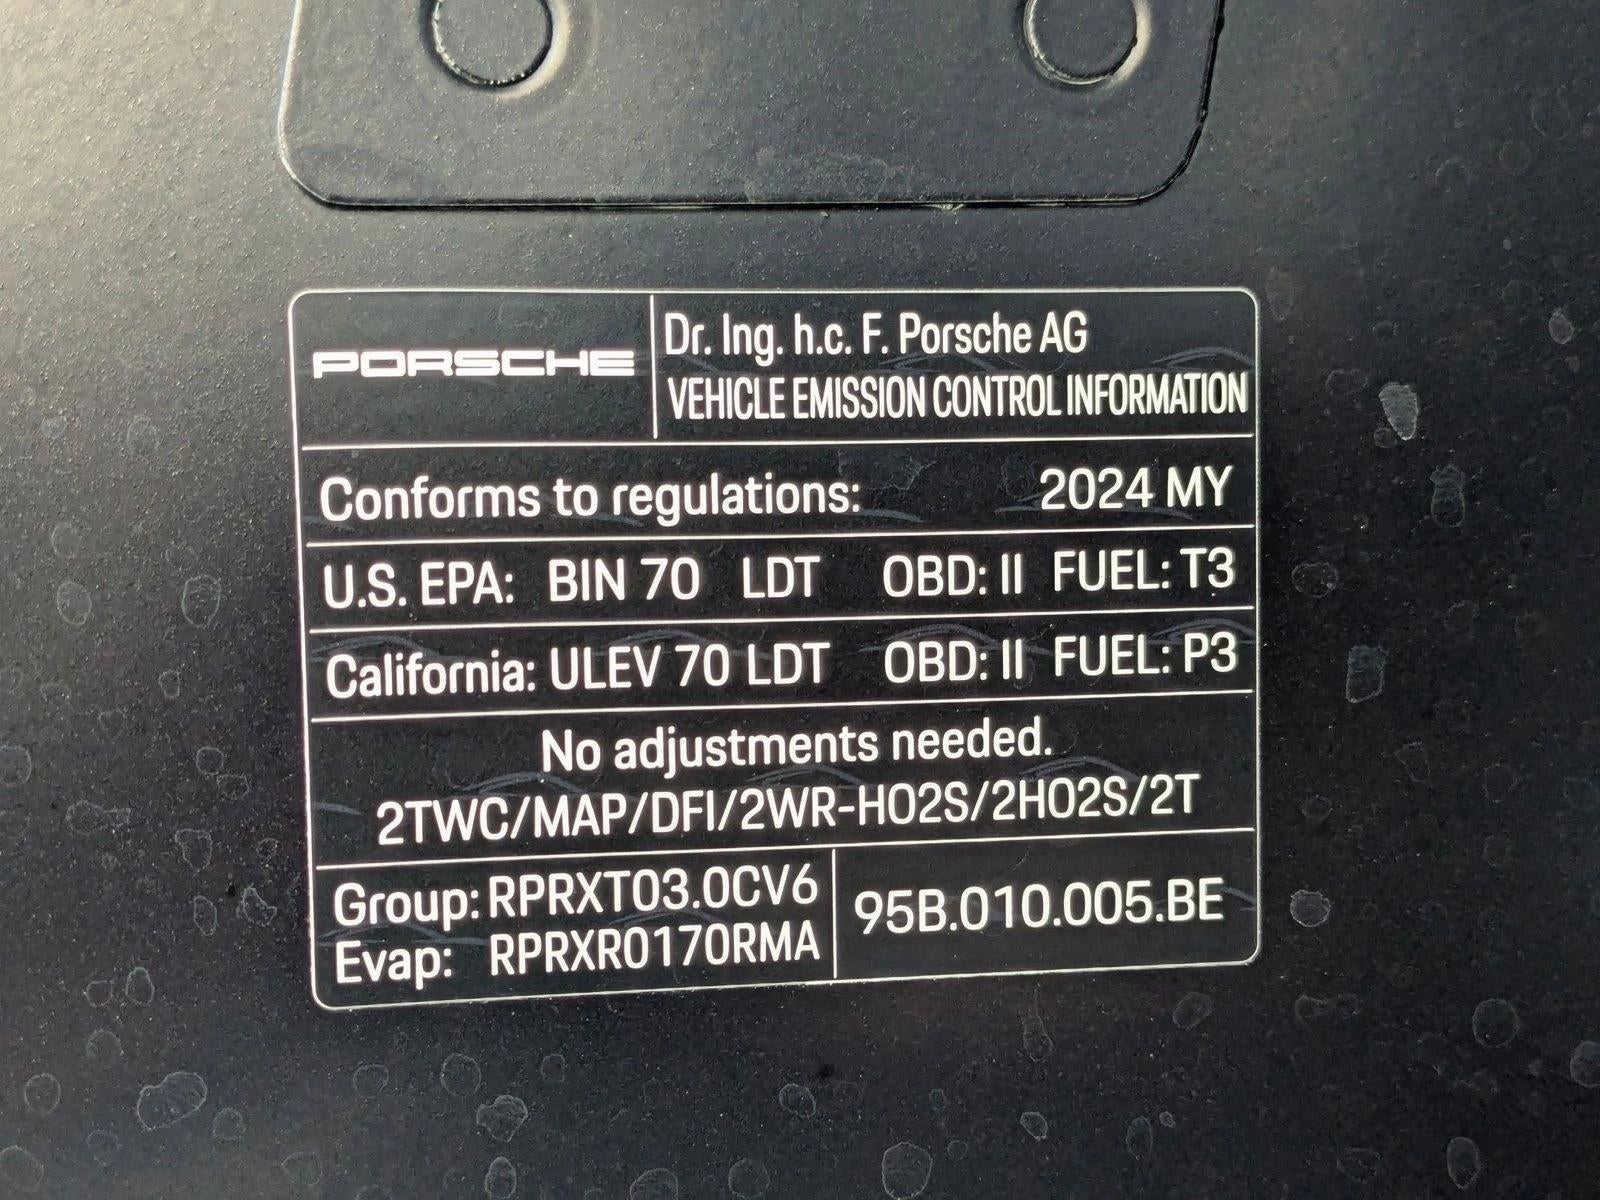 PORSCHE
Dr. Ing. h.c. F. Porsche AG
VEHICLE EMISSION CONTROL INFORMATION
Conforms to regulations: 2024 MY
U.S. EPA: BIN 70 LDT OBD: II FUEL: T3
California: ULEV 70 LDT OBD: II FUEL: P3
No adjustments needed.
2TWC/MAP/DFI/2WR-HO2S/2HO2S/2T
Group: RPRXT03.0CV6
Evap: RPRXR0170RMA
95B.010.005.BE